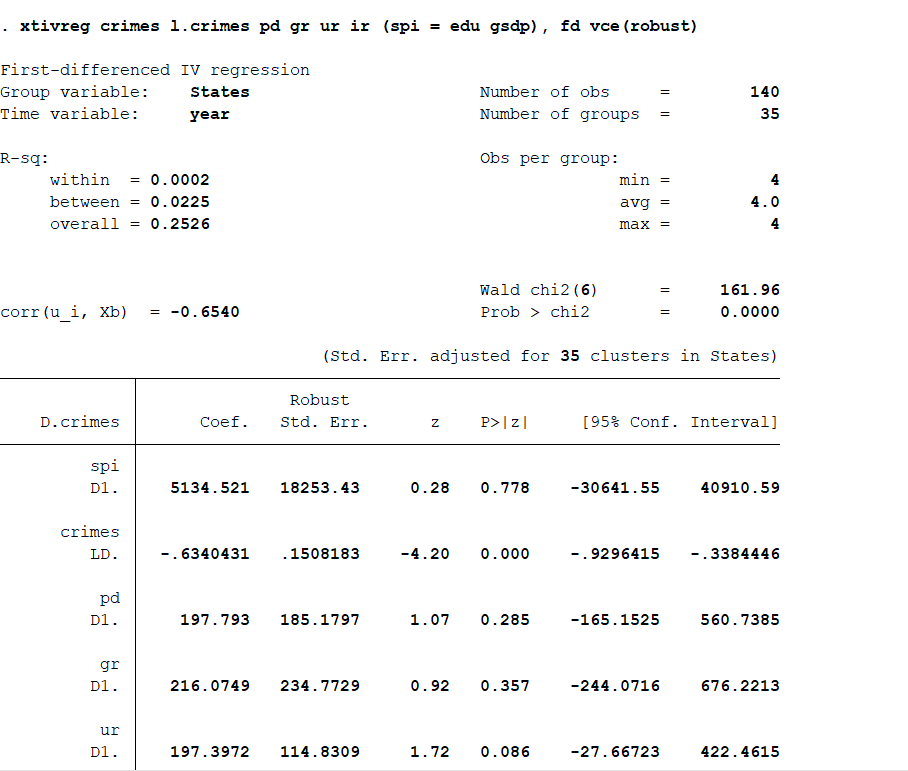 . xtivreg crimes l.crimes pd gr ur ir (spi = edu gsdp), fd vce(robust)
First-differenced IV regression
Group variable: States Number of obs = 140
Time variable: year Number of groups = 35
R-sq: Obs per group:
within = 0.0002 min = 4
between = 0.0225 avg = 4.0
overall = 0.2526 max = 4
Wald chi2(6) = 161.96
corr(u_i, Xb) = -0.6540 Prob > chi2 = 0.0000
(Std. Err. adjusted for 35 clusters in States)
Robust
D.crimes Coef. Std. Err. z P>|z| [95% Conf. Interval]
spi
D1. 5134.521 18253.43 0.28 0.778 -30641.55 40910.59
crimes
LD. -.6340431 .1508183 -4.20 0.000 -.9296415 -.3384446
pd
D1. 197.793 185.1797 1.07 0.285 -165.1525 560.7385
gr
D1. 216.0749 234.7729 0.92 0.357 -244.0716 676.2213
ur
D1. 197.3972 114.8309 1.72 0.086 -27.66723 422.4615